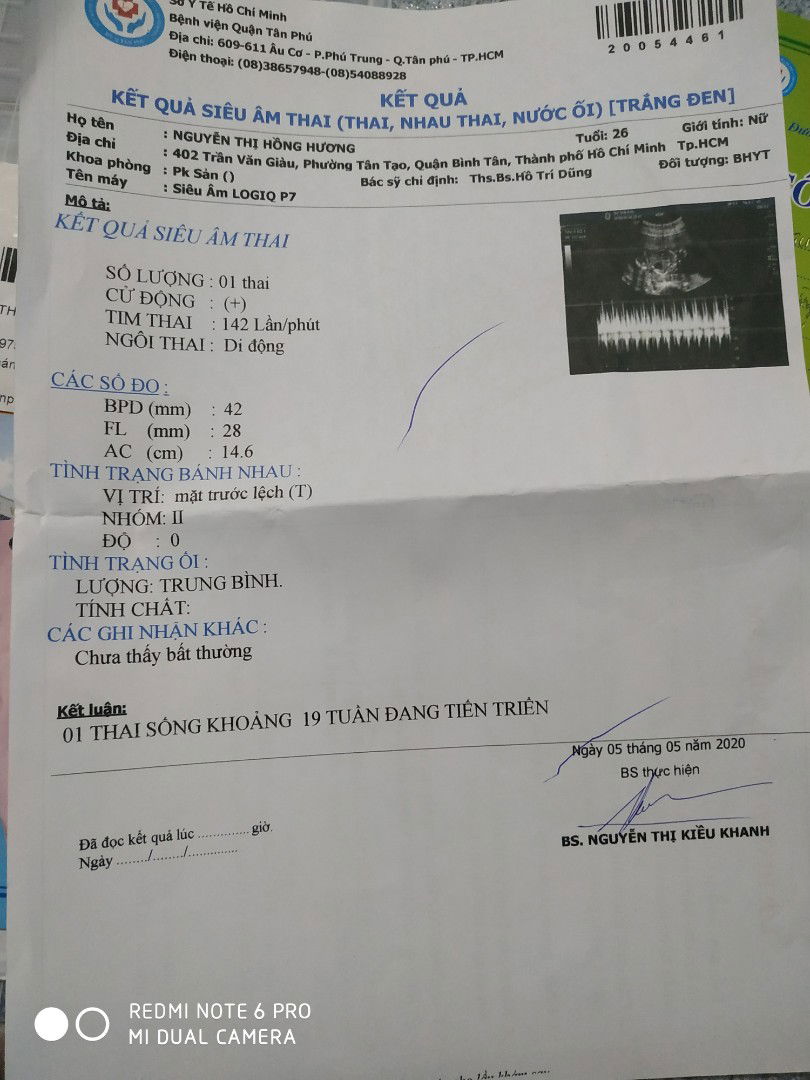 Sở Y Tế Hồ Chí Minh
Bệnh viện Quận Tân Phú
Địa chỉ: 609-611 Âu Cơ - P.Phú Trung - Q.Tân phú - TP.HCM
Điện thoại: (08)38657948-(08)54088928
20054461
KẾT QUẢ
KẾT QUẢ SIÊU ÂM THAI (THAI, NHAU THAI, NƯỚC ỐI) [TRẮNG ĐEN]
Họ tên : NGUYỄN THỊ HỒNG HƯƠNG Tuổi: 26 Giới tính: Nữ
Địa chỉ : 402 Trần Văn Giàu, Phường Tân Tạo, Quận Bình Tân, Thành phố Hồ Chí Minh Tp.HCM
Khoa phòng : Pk Sản () Bác sỹ chỉ định: Ths.Bs.Hồ Trí Dũng Đối tượng: BHYT
Tên máy : Siêu Âm LOGIQ P7
Mô tả:
KẾT QUẢ SIÊU ÂM THAI
SỐ LƯỢNG : 01 thai
CỬ ĐỘNG : (+)
TIM THAI : 142 Lần/phút
NGÔI THAI : Di động
CÁC SỐ ĐO :
BPD (mm) : 42
FL (mm) : 28
AC (cm) : 14.6
TÌNH TRẠNG BÁNH NHAU :
VỊ TRÍ: mặt trước lệch (T)
NHÓM: II
ĐỘ : 0
TÌNH TRẠNG ỐI :
LƯỢNG: TRUNG BÌNH.
TÍNH CHẤT:
CÁC GHI NHẬN KHÁC :
Chưa thấy bất thường
Kết luận:
01 THAI SỐNG KHOẢNG 19 TUẦN ĐANG TIẾN TRIỂN
Ngày 05 tháng 05 năm 2020
BS thực hiện
BS. NGUYỄN THỊ KIỀU KHANH
Đã đọc kết quả lúc ............. giờ.
Ngày ......../......../.............
REDMI NOTE 6 PRO
MI DUAL CAMERA